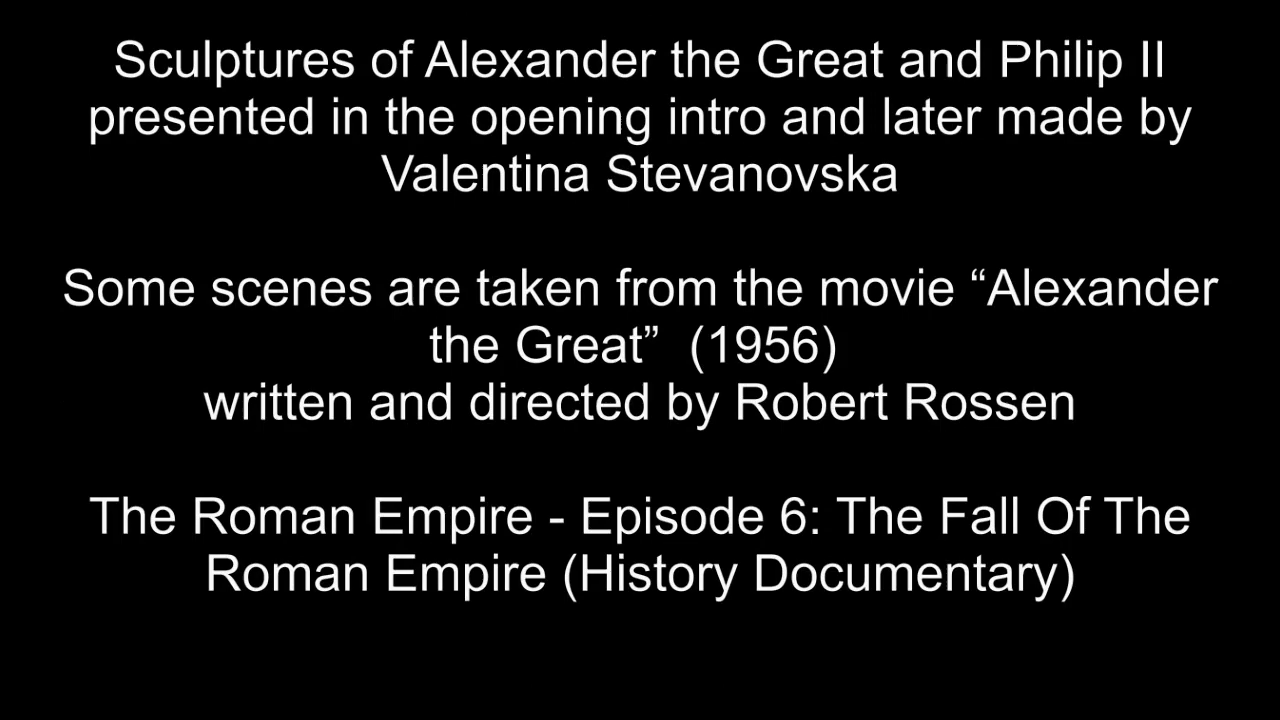 Sculptures of Alexander the Great and Philip II
presented in the opening intro and later made by
Valentina Stevanovska
Some scenes are taken from the movie “Alexander
the Great”  (1956)
written and directed by Robert Rossen
The Roman Empire - Episode 6: The Fall Of The
Roman Empire (History Documentary)